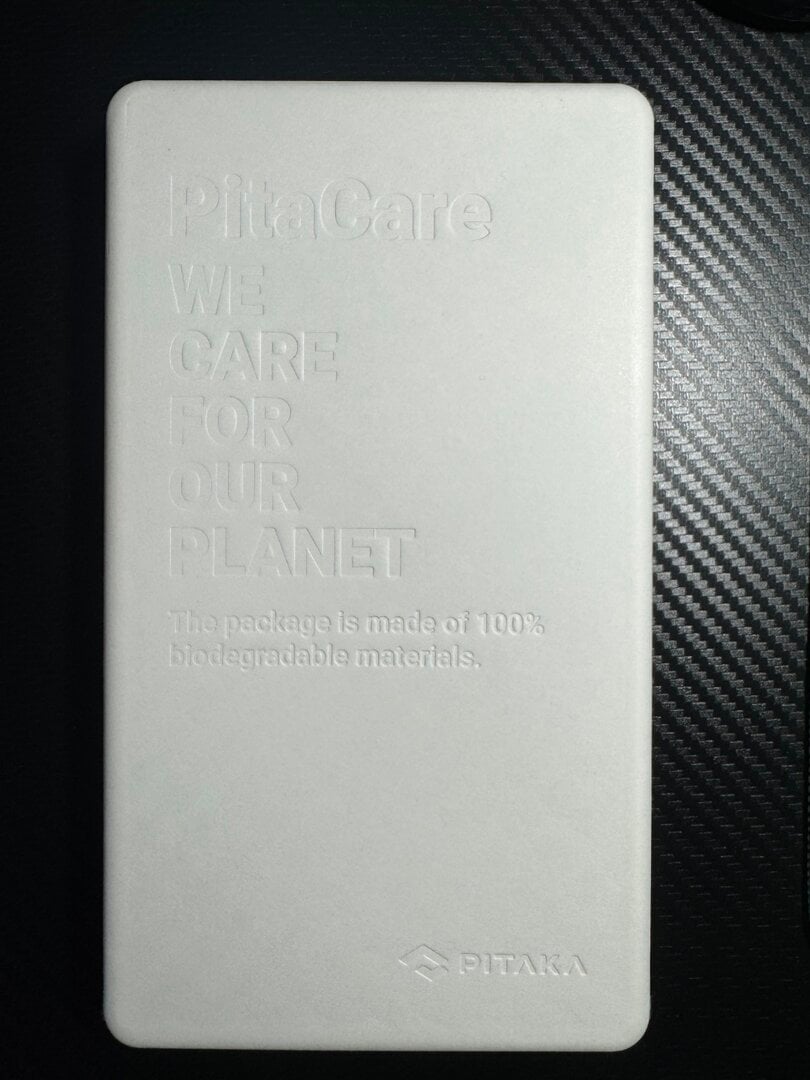 PitaCare
WE
CARE
FOR
OUR
PLANET
The package is made of 100%
biodegradable materials.
PITAKA